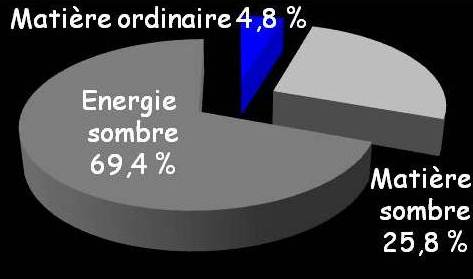 Matière ordinaire 4,8 %
Energie
sombre
69,4 %
Matière
sombre
25,8 %